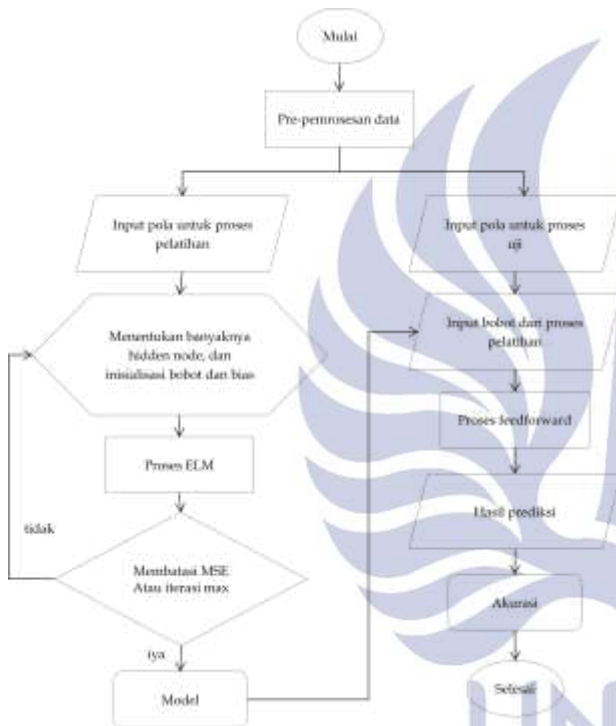 Mulai
Pre-pemrosesan data
Input pola untuk proses
pelatihan
Menentukan banyaknya
hidden node, dan
inisialisasi bobot dan bias
Proses ELM
tidak
Membatasi MSE
Atau iterasi max
iya
Model
Input pola untuk proses
uji
Input bobot dari proses
pelatihan
Proses feedforward
Hasil prediksi
Akurasi
Selesai